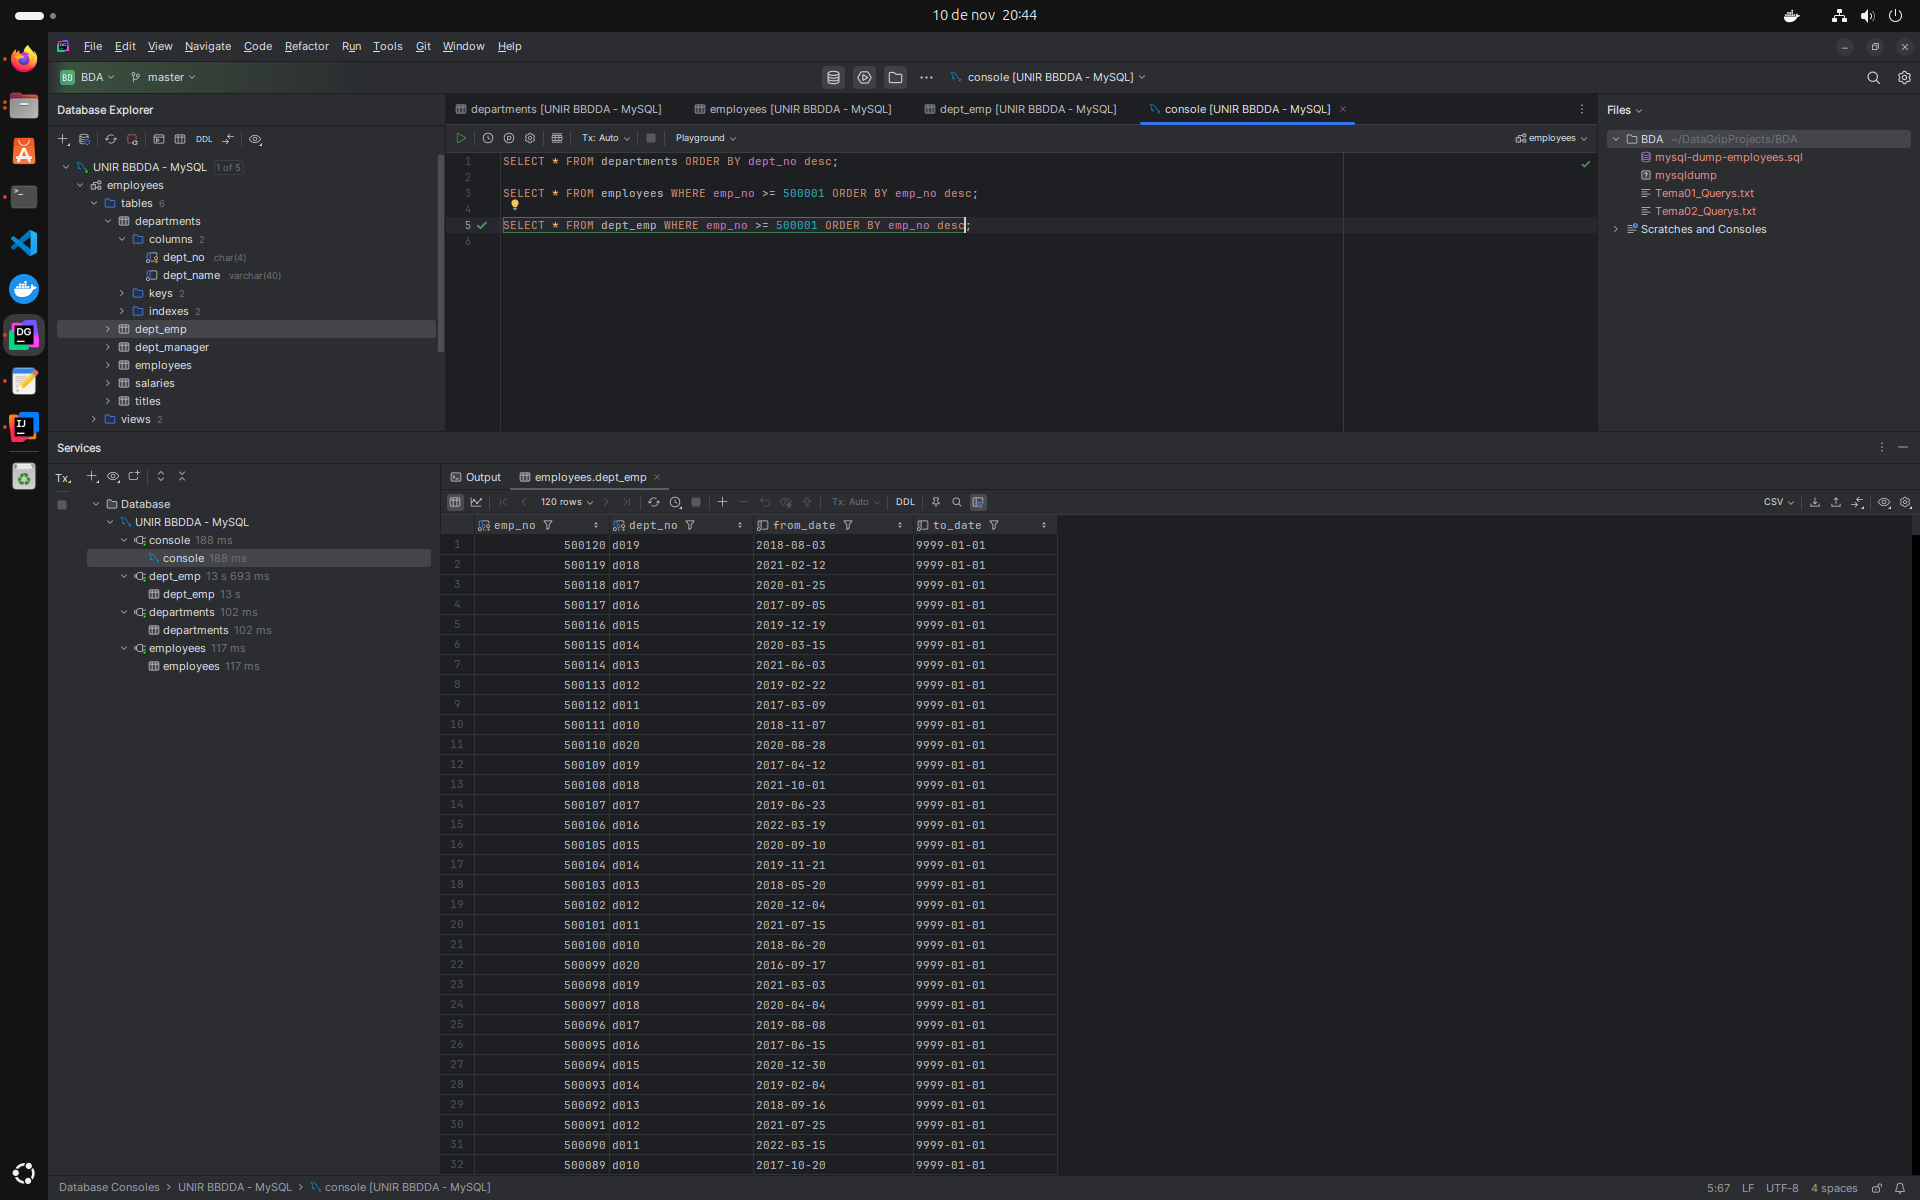 10 de nov 20:44
File Edit View Navigate Code Refactor Run Tools Git Window Help
BD BDA master console [UNIR BBDDA - MySQL]
Database Explorer
departments [UNIR BBDDA - MySQL] employees [UNIR BBDDA - MySQL] dept_emp [UNIR BBDDA - MySQL] console [UNIR BBDDA - MySQL]
Files
DDL
Tx: Auto Playground employees
BDA ~/DataGripProjects/BDA
mysql-dump-employees.sql
mysqldump
Tema01_Querys.txt
Tema02_Querys.txt
Scratches and Consoles
UNIR BBDDA - MySQL 1 of 5
employees
tables 6
departments
columns 2
dept_no char(4)
dept_name varchar(40)
keys 2
indexes 2
dept_emp
dept_manager
employees
salaries
titles
views 2
1 SELECT * FROM departments ORDER BY dept_no desc;
2
3 SELECT * FROM employees WHERE emp_no >= 500001 ORDER BY emp_no desc;
4
5 SELECT * FROM dept_emp WHERE emp_no >= 500001 ORDER BY emp_no desc;
6
Services
Tx
Database
UNIR BBDDA - MySQL
console 188 ms
console 188 ms
dept_emp 13 s 693 ms
dept_emp 13 s
departments 102 ms
departments 102 ms
employees 117 ms
employees 117 ms
Output employees.dept_emp
120 rows Tx: Auto DDL CSV
emp_no dept_no from_date to_date
1 500120 d019 2018-08-03 9999-01-01
2 500119 d018 2021-02-12 9999-01-01
3 500118 d017 2020-01-25 9999-01-01
4 500117 d016 2017-09-05 9999-01-01
5 500116 d015 2019-12-19 9999-01-01
6 500115 d014 2020-03-15 9999-01-01
7 500114 d013 2021-06-03 9999-01-01
8 500113 d012 2019-02-22 9999-01-01
9 500112 d011 2017-03-09 9999-01-01
10 500111 d010 2018-11-07 9999-01-01
11 500110 d020 2020-08-28 9999-01-01
12 500109 d019 2017-04-12 9999-01-01
13 500108 d018 2021-10-01 9999-01-01
14 500107 d017 2019-06-23 9999-01-01
15 500106 d016 2022-03-19 9999-01-01
16 500105 d015 2020-09-10 9999-01-01
17 500104 d014 2019-11-21 9999-01-01
18 500103 d013 2018-05-20 9999-01-01
19 500102 d012 2020-12-04 9999-01-01
20 500101 d011 2021-07-15 9999-01-01
21 500100 d010 2018-06-20 9999-01-01
22 500099 d020 2016-09-17 9999-01-01
23 500098 d019 2021-03-03 9999-01-01
24 500097 d018 2020-04-04 9999-01-01
25 500096 d017 2019-08-08 9999-01-01
26 500095 d016 2017-06-15 9999-01-01
27 500094 d015 2020-12-30 9999-01-01
28 500093 d014 2019-02-04 9999-01-01
29 500092 d013 2018-09-16 9999-01-01
30 500091 d012 2021-07-25 9999-01-01
31 500090 d011 2022-03-15 9999-01-01
32 500089 d010 2017-10-20 9999-01-01
Database Consoles UNIR BBDDA - MySQL console [UNIR BBDDA - MySQL] 5:67 LF UTF-8 4 spaces
DG
IJ